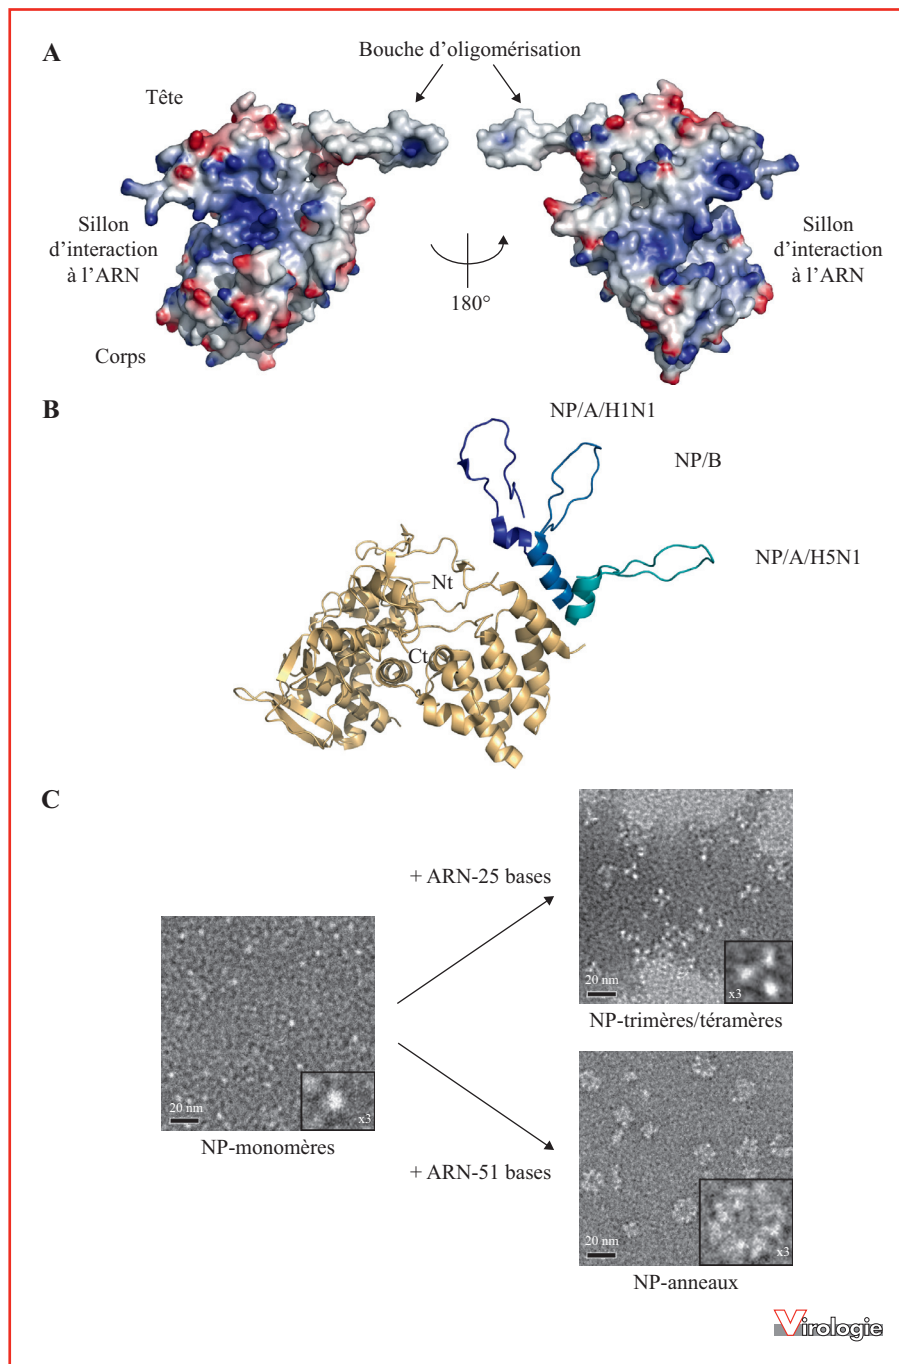 A
Bouche d'oligomérisation
Tête
Sillon
d'interaction
à l'ARN
Sillon
d'interaction
à l'ARN
180°
Corps
B
NP/A/H1N1
NP/B
NP/A/H5N1
Nt
Ct
C
+ ARN-25 bases
20 nm
x3
NP-trimères/téramères
20 nm
x3
NP-monomères
+ ARN-51 bases
20 nm
x3
NP-anneaux
Virologie